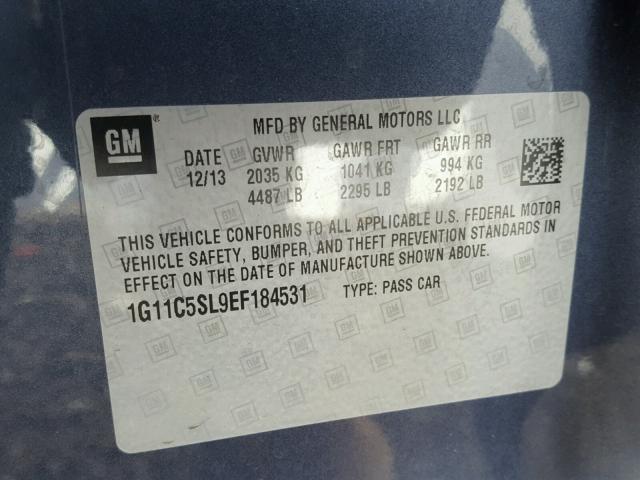 GM
MFD BY GENERAL MOTORS LLC
DATE GVWR GAWR FRT GAWR RR
12/13 2035 KG 1041 KG 994 KG
4487 LB 2295 LB 2192 LB
THIS VEHICLE CONFORMS TO ALL APPLICABLE U.S. FEDERAL MOTOR
VEHICLE SAFETY, BUMPER, AND THEFT PREVENTION STANDARDS IN
EFFECT ON THE DATE OF MANUFACTURE SHOWN ABOVE.
1G11C5SL9EF184531 TYPE: PASS CAR